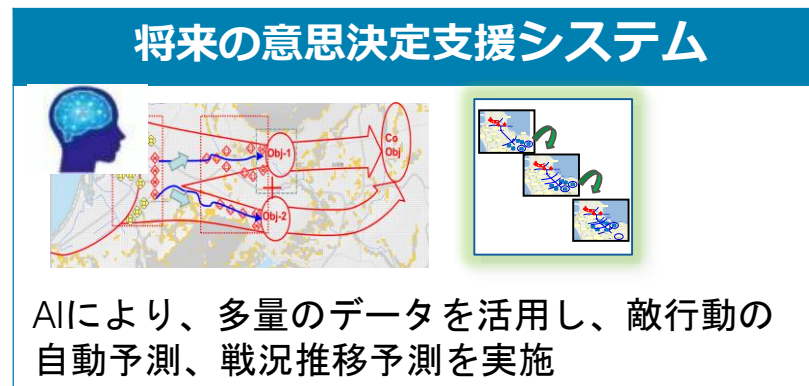 将来の意思決定支援システム
Co
Obj
Obj-1
Obj-2
AIにより、多量のデータを活用し、敵行動の
自動予測、戦況推移予測を実施